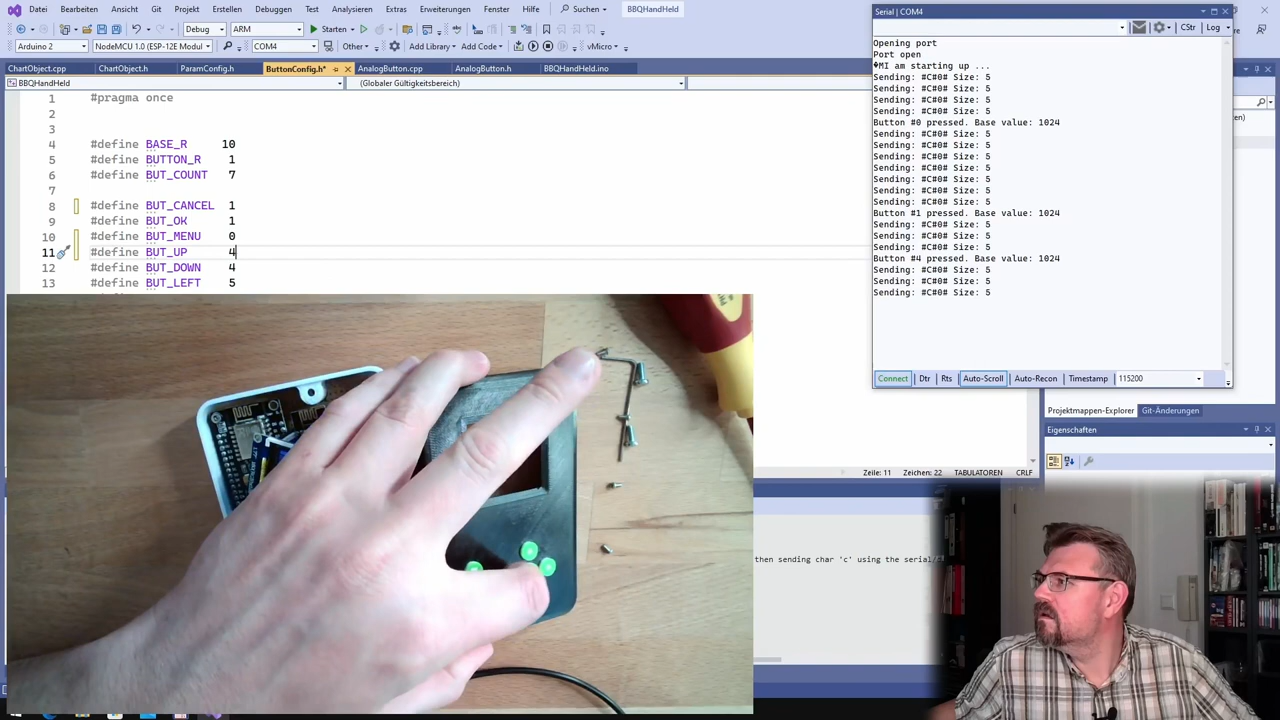 Datei Bearbeiten Ansicht Git Projekt Erstellen Debuggen Test Analysieren Extras Erweiterungen Fenster Hilfe Suchen BBQHandHeld
Debug ARM Starten
Arduino 2 NodeMCU 1.0 (ESP-12E Modul COM4 Other Add Library Add Code vMicro
ChartObject.cpp ChartObject.h ParamConfig.h ButtonConfig.h* AnalogButton.cpp AnalogButton.h BBQHandHeld.ino
BBQHandHeld (Globaler Gültigkeitsbereich)
1 #pragma once
2
3
4 #define BASE_R 10
5 #define BUTTON_R 1
6 #define BUT_COUNT 7
7
8 #define BUT_CANCEL 1
9 #define BUT_OK 1
10 #define BUT_MENU 0
11 #define BUT_UP 4
12 #define BUT_DOWN 4
13 #define BUT_LEFT 5
Serial | COM4
CStr Log
Opening port
Port open
�MI am starting up ...
Sending: #C#0# Size: 5
Sending: #C#0# Size: 5
Sending: #C#0# Size: 5
Sending: #C#0# Size: 5
Button #0 pressed. Base value: 1024
Sending: #C#0# Size: 5
Sending: #C#0# Size: 5
Sending: #C#0# Size: 5
Sending: #C#0# Size: 5
Sending: #C#0# Size: 5
Sending: #C#0# Size: 5
Sending: #C#0# Size: 5
Button #1 pressed. Base value: 1024
Sending: #C#0# Size: 5
Sending: #C#0# Size: 5
Sending: #C#0# Size: 5
Button #4 pressed. Base value: 1024
Sending: #C#0# Size: 5
Sending: #C#0# Size: 5
Sending: #C#0# Size: 5
Connect Dtr Rts Auto-Scroll Auto-Recon Timestamp 115200
Projektmappen-Explorer Git-Änderungen
Eigenschaften
Zeile: 11 Zeichen: 22 TABULATOREN CRLF
then sending char 'c' using the serial/